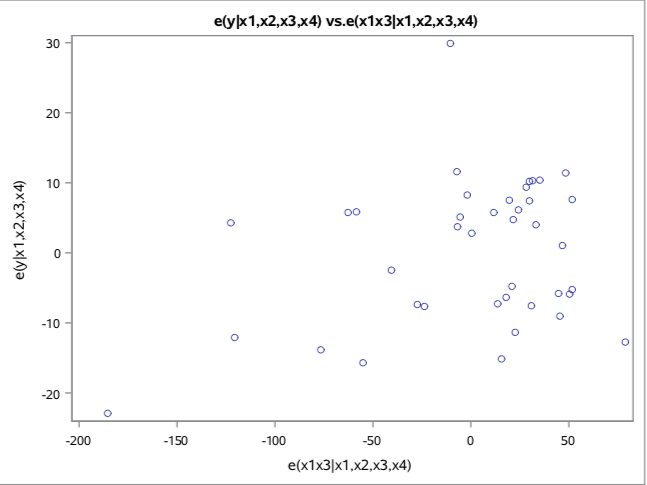 e(y|x1,x2,x3,x4) vs.e(x1x3|x1,x2,x3,x4)
30
20
10
0
-10
-20
e(y|x1,x2,x3,x4)
-200 -150 -100 -50 0 50
e(x1x3|x1,x2,x3,x4)